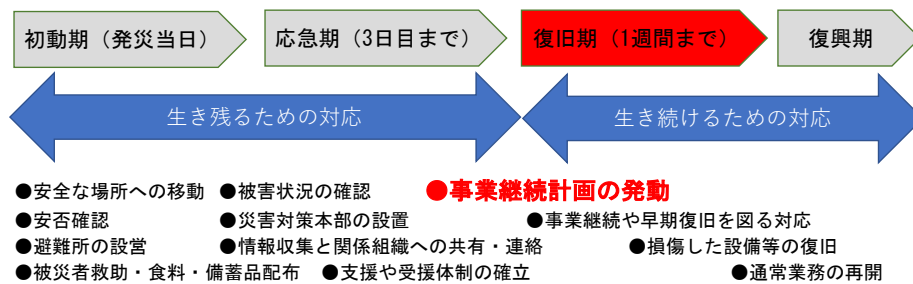 初動期（発災当日） 応急期（3日目まで） 復旧期（1週間まで） 復興期
生き残るための対応 生き続けるための対応
●安全な場所への移動 ●被害状況の確認 ●事業継続計画の発動
●安否確認 ●災害対策本部の設置 ●事業継続や早期復旧を図る対応
●避難所の設営 ●情報収集と関係組織への共有・連絡 ●損傷した設備等の復旧
●被災者救助・食料・備蓄品配布 ●支援や受援体制の確立 ●通常業務の再開